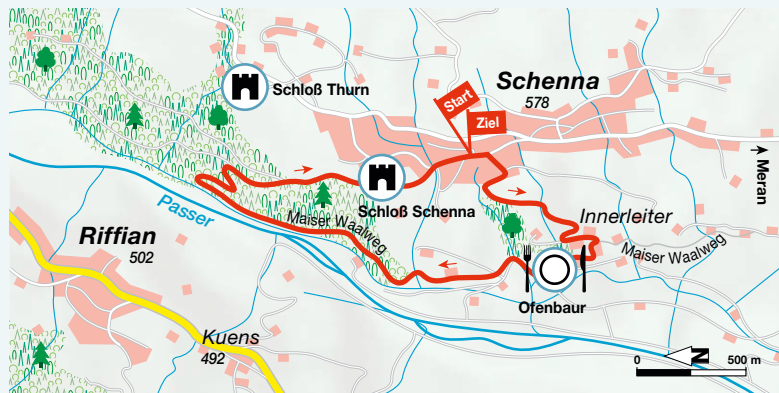 Schloß Thurn
Schenna
578
Start
Ziel
Meran
Schloß Schenna
Passer
Maiser Waalweg
Innerleiter
Maiser Waalweg
Riffian
502
Ofenbaur
Kuens
492
N
0
500 m